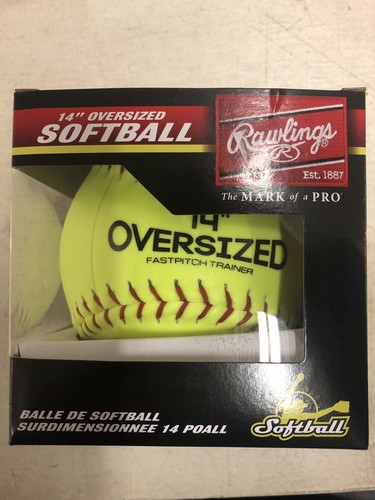 14" OVERSIZED
SOFTBALL
Rawlings
R
Est. 1887
The MARK of a PRO
14"
OVERSIZED
FASTPITCH TRAINER
BALLE DE SOFTBALL
SURDIMENSIONNEE 14 POALL
Softball